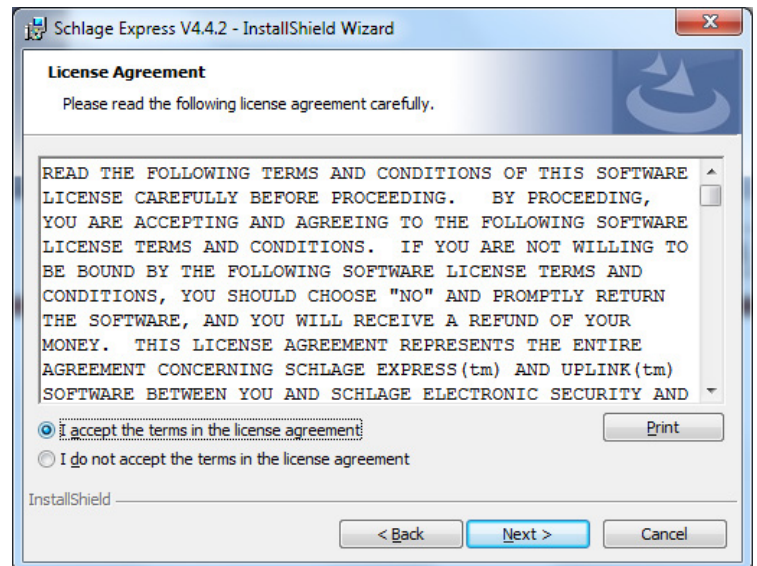 Schlage Express V4.4.2 - InstallShield Wizard
License Agreement
Please read the following license agreement carefully.
READ THE FOLLOWING TERMS AND CONDITIONS OF THIS SOFTWARE
LICENSE CAREFULLY BEFORE PROCEEDING.   BY PROCEEDING,
YOU ARE ACCEPTING AND AGREEING TO THE FOLLOWING SOFTWARE
LICENSE TERMS AND CONDITIONS.  IF YOU ARE NOT WILLING TO
BE BOUND BY THE FOLLOWING SOFTWARE LICENSE TERMS AND
CONDITIONS, YOU SHOULD CHOOSE "NO" AND PROMPTLY RETURN
THE SOFTWARE, AND YOU WILL RECEIVE A REFUND OF YOUR
MONEY.  THIS LICENSE AGREEMENT REPRESENTS THE ENTIRE
AGREEMENT CONCERNING SCHLAGE EXPRESS(tm) AND UPLINK(tm)
SOFTWARE BETWEEN YOU AND SCHLAGE ELECTRONIC SECURITY AND
I accept the terms in the license agreement
Print
I do not accept the terms in the license agreement
InstallShield
< Back
Next >
Cancel